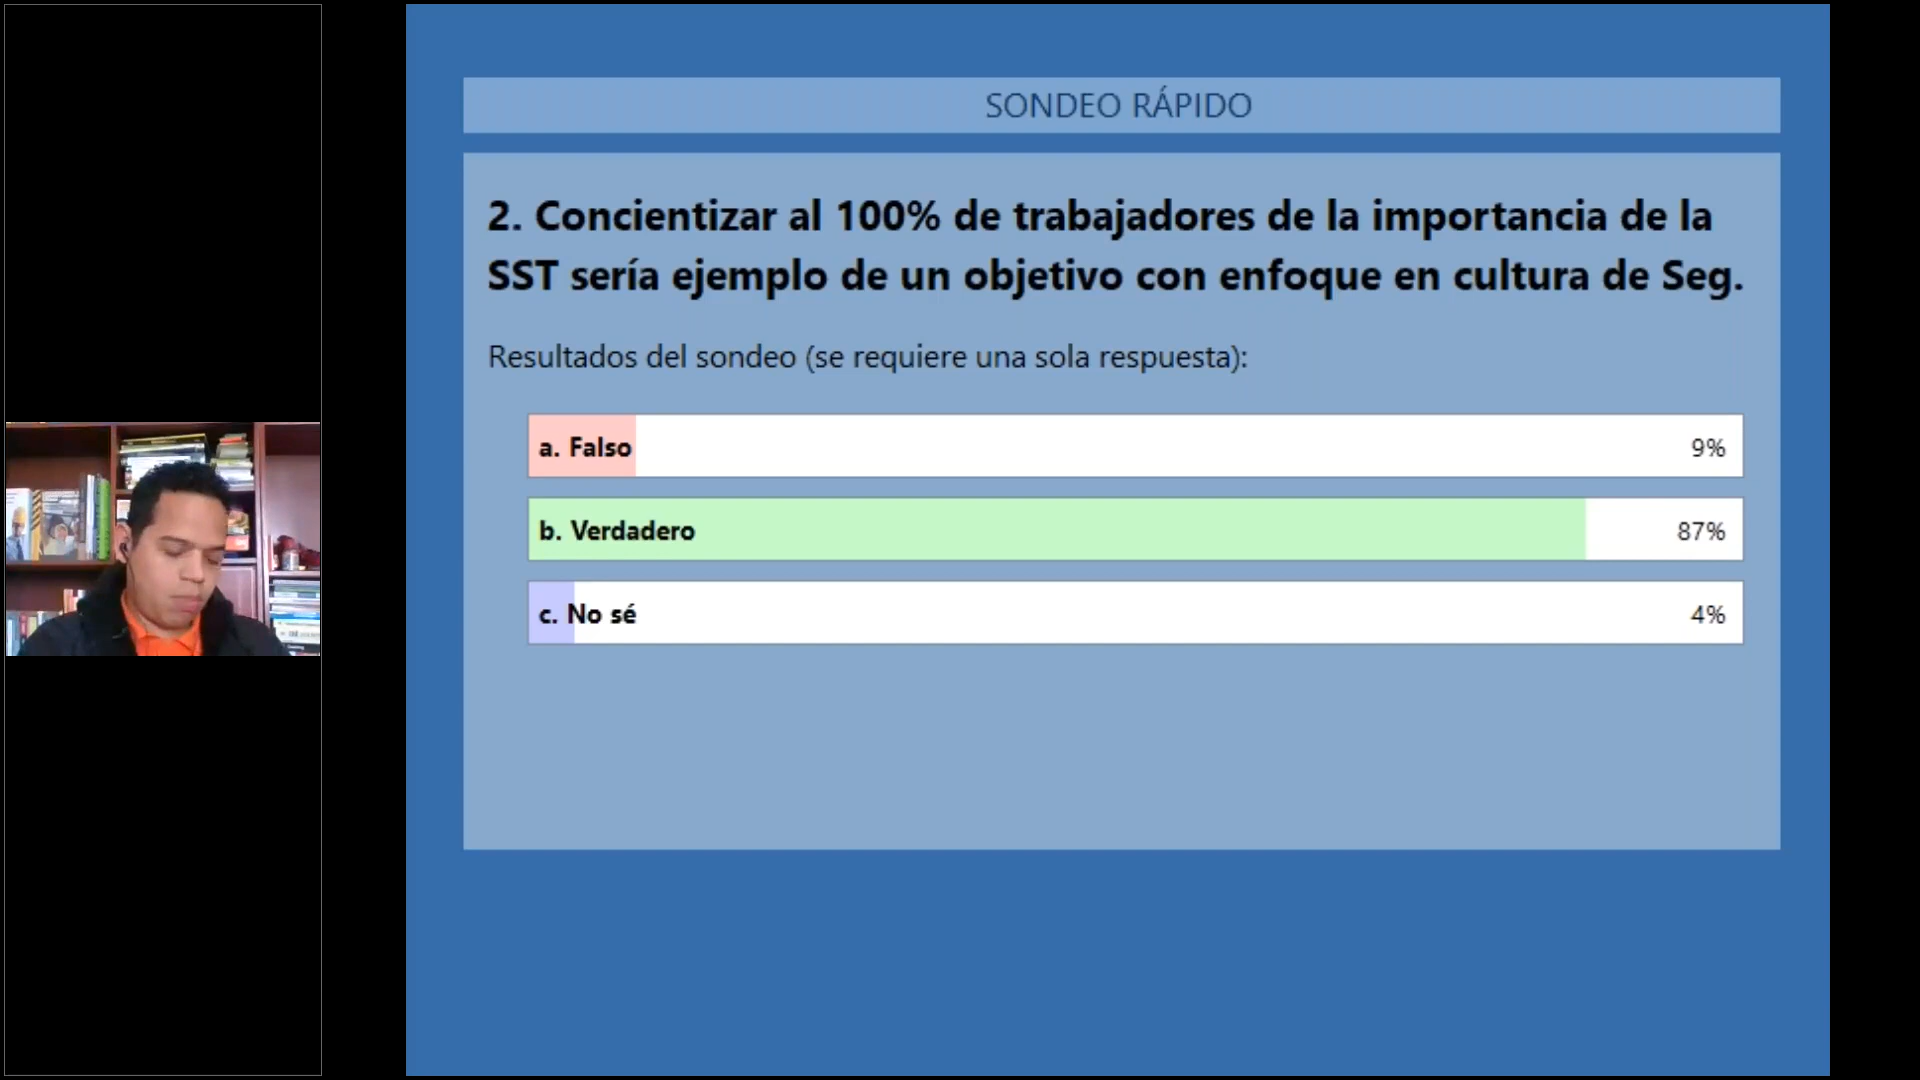 SONDEO RÁPIDO
2. Concientizar al 100% de trabajadores de la importancia de la
SST sería ejemplo de un objetivo con enfoque en cultura de Seg.
Resultados del sondeo (se requiere una sola respuesta):
a. Falso 9%
b. Verdadero 87%
c. No sé 4%